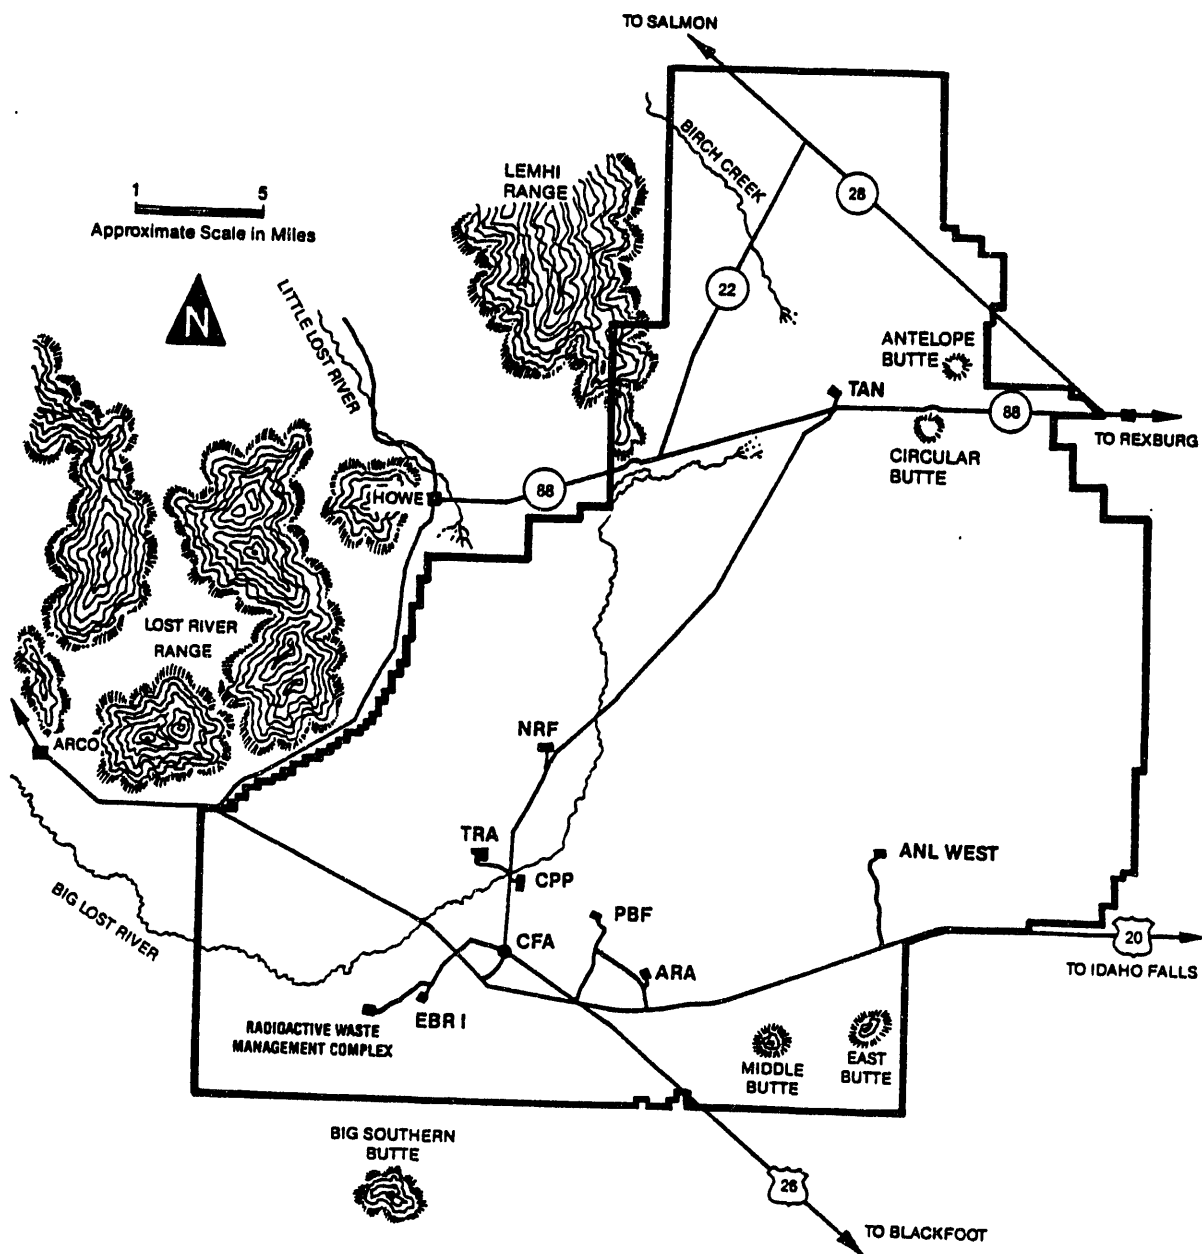 TO SALMON
BIRCH CREEK
LEMHI
RANGE
1 5
Approximate Scale in Miles
28
N
22
LITTLE LOST RIVER
ANTELOPE
BUTTE
TAN
88
TO REXBURG
CIRCULAR
BUTTE
HOWE
88
LOST RIVER
RANGE
ARCO
NRF
TRA
CPP
ANL WEST
BIG LOST RIVER
PBF
CFA
20
TO IDAHO FALLS
ARA
EBR I
RADIOACTIVE WASTE
MANAGEMENT COMPLEX
MIDDLE
BUTTE
EAST
BUTTE
BIG SOUTHERN
BUTTE
26
TO BLACKFOOT